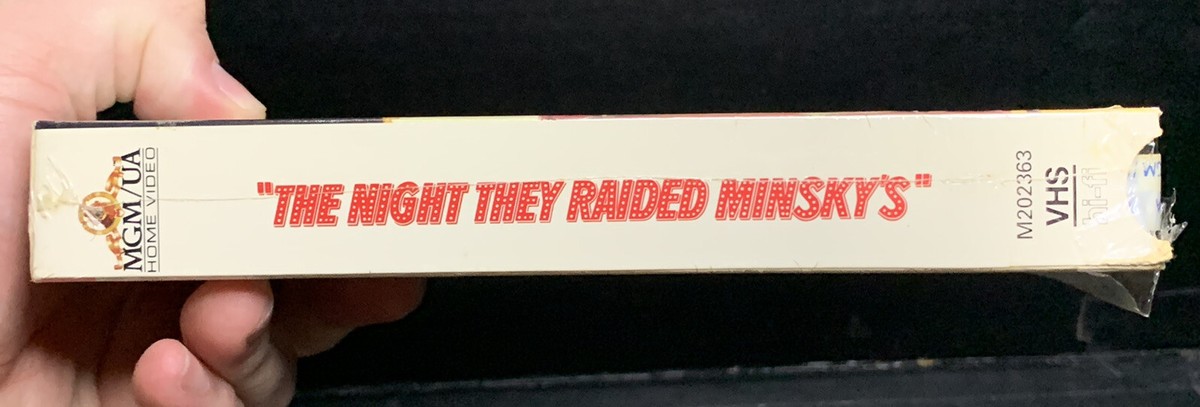 MGM/UA
HOME VIDEO
"THE NIGHT THEY RAIDED MINSKY'S"
M202363
VHS
hi-fi